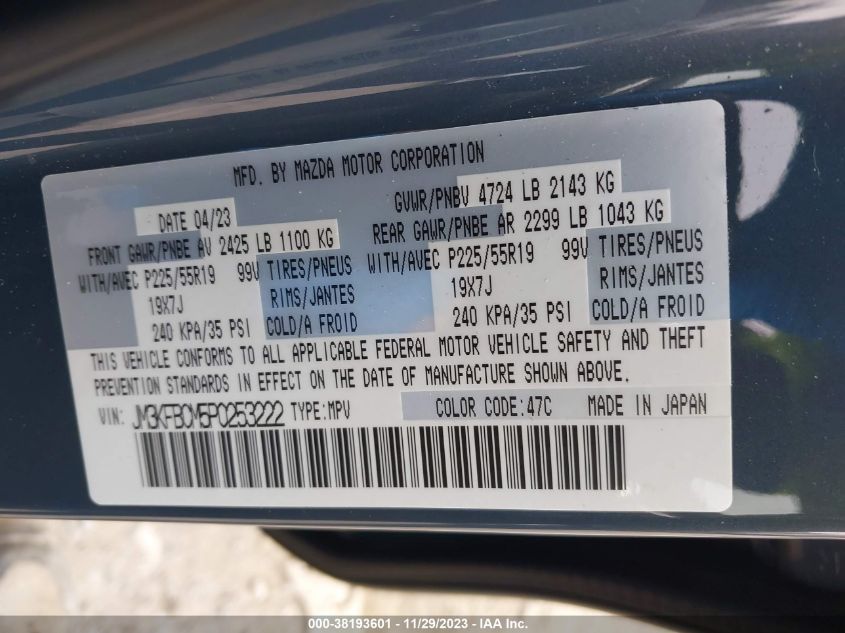 MFD. BY MAZDA MOTOR CORPORATION
DATE 04/23 GVWR/PNBV 4724 LB 2143 KG
FRONT GAWR/PNBE AV 2425 LB 1100 KG REAR GAWR/PNBE AR 2299 LB 1043 KG
WITH/AVEC P225/55R19 99V TIRES/PNEUS WITH/AVEC P225/55R19 99V TIRES/PNEUS
19X7J RIMS/JANTES 19X7J RIMS/JANTES
240 KPA/35 PSI COLD/A FROID 240 KPA/35 PSI COLD/A FROID
THIS VEHICLE CONFORMS TO ALL APPLICABLE FEDERAL MOTOR VEHICLE SAFETY AND THEFT
PREVENTION STANDARDS IN EFFECT ON THE DATE OF MANUFACTURE SHOWN ABOVE.
VIN: JM3KFBCM5P0253222 TYPE:MPV COLOR CODE:47C MADE IN JAPAN
000-38193601 - 11/29/2023 - IAA Inc.